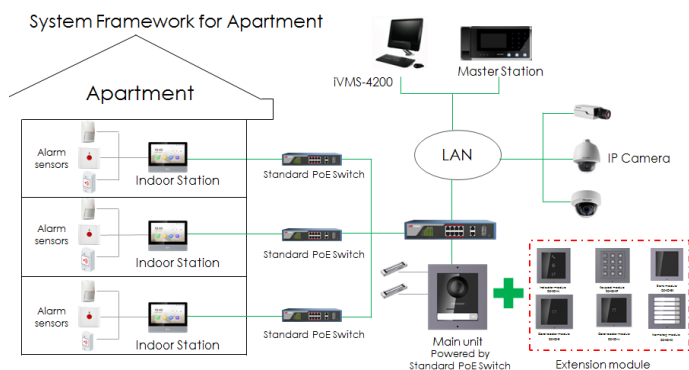 System Framework for Apartment
iVMS-4200
Master Station
Apartment
LAN
IP Camera
Alarm
sensors
Indoor Station
Standard PoE Switch
Alarm
sensors
Indoor Station
Standard PoE Switch
Alarm
sensors
Indoor Station
Standard PoE Switch
Main unit
Powered by
Standard PoE Switch
Extension module